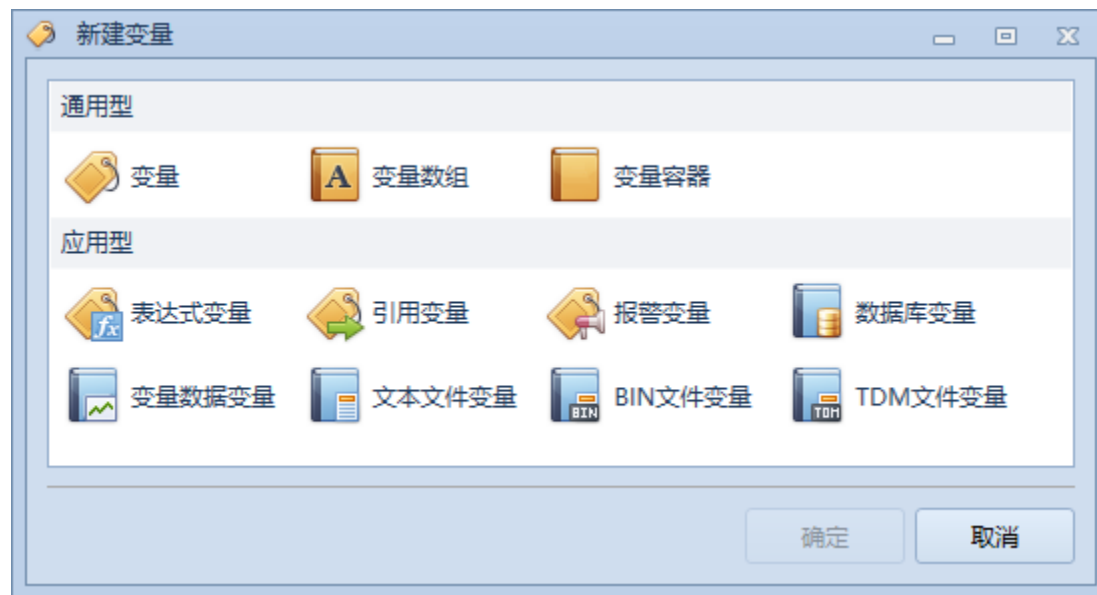 新建变量
通用型
变量 A 变量数组 变量容器
应用型
fx 表达式变量 引用变量 报警变量 数据库变量
变量数据变量 文本文件变量 BIN BIN文件变量 TDM TDM文件变量
确定 取消